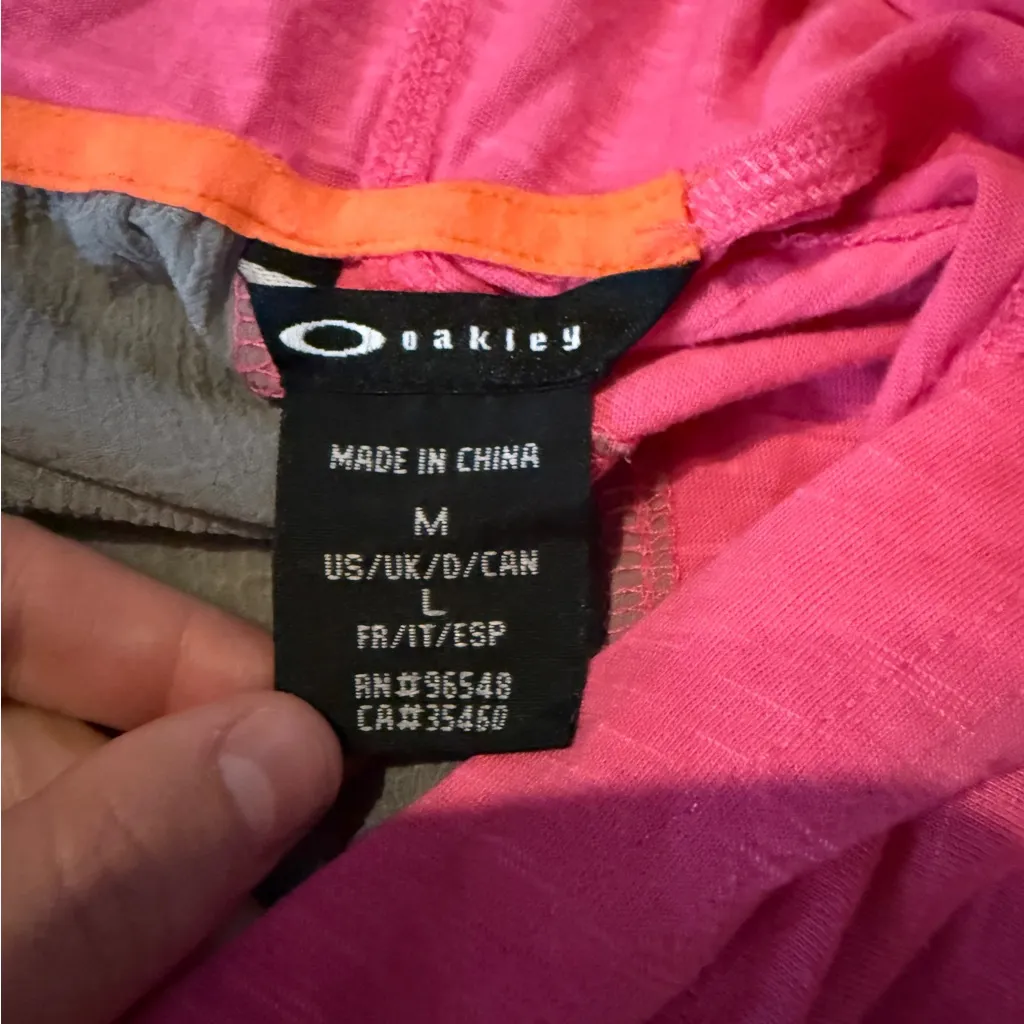 oakley
MADE IN CHINA
M
US/UK/D/CAN
L
FR/IT/ESP
RN#96548
CA#35460